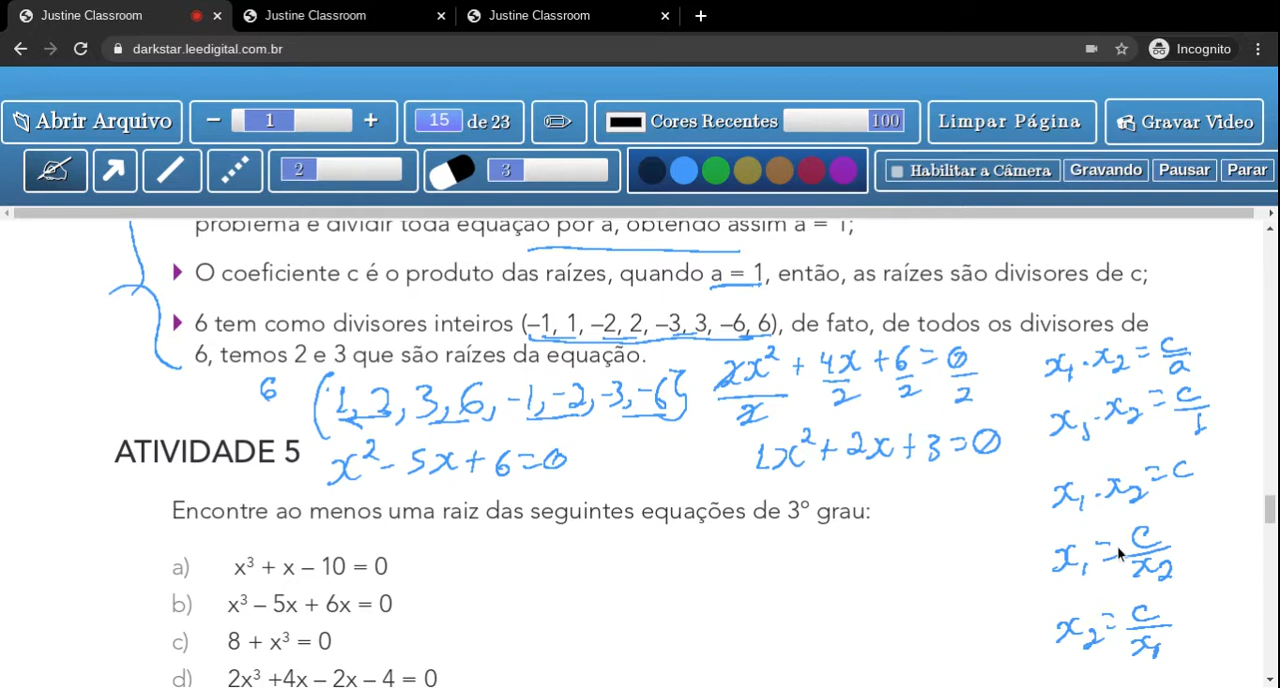 Justine Classroom Justine Classroom Justine Classroom
darkstar.leedigital.com.br Incognito
Abrir Arquivo − 1 + 15 de 23 Cores Recentes 100 Limpar Página Gravar Video
2 3 Habilitar a Câmera Gravando Pausar Parar
problema e dividir toda equação por a, obtendo assim a = 1;
O coeficiente c é o produto das raízes, quando a = 1, então, as raízes são divisores de c;
6 tem como divisores inteiros (–1, 1, –2, 2, –3, 3, –6, 6), de fato, de todos os divisores de
6, temos 2 e 3 que são raízes da equação.
6 (1, 2, 3, 6, -1, -2, -3, -6)
2x²/2 + 4x/2 + 6/2 = 0/2
x₁ · x₂ = c/a
x₁ · x₂ = c/1
ATIVIDADE 5
x² - 5x + 6 = 0
1x² + 2x + 3 = 0
x₁ · x₂ = c
Encontre ao menos uma raiz das seguintes equações de 3º grau:
x₁ = c/x₂
a) x³ + x – 10 = 0
b) x³ – 5x + 6x = 0
x₂ = c/x₁
c) 8 + x³ = 0
d) 2x³ +4x – 2x – 4 = 0